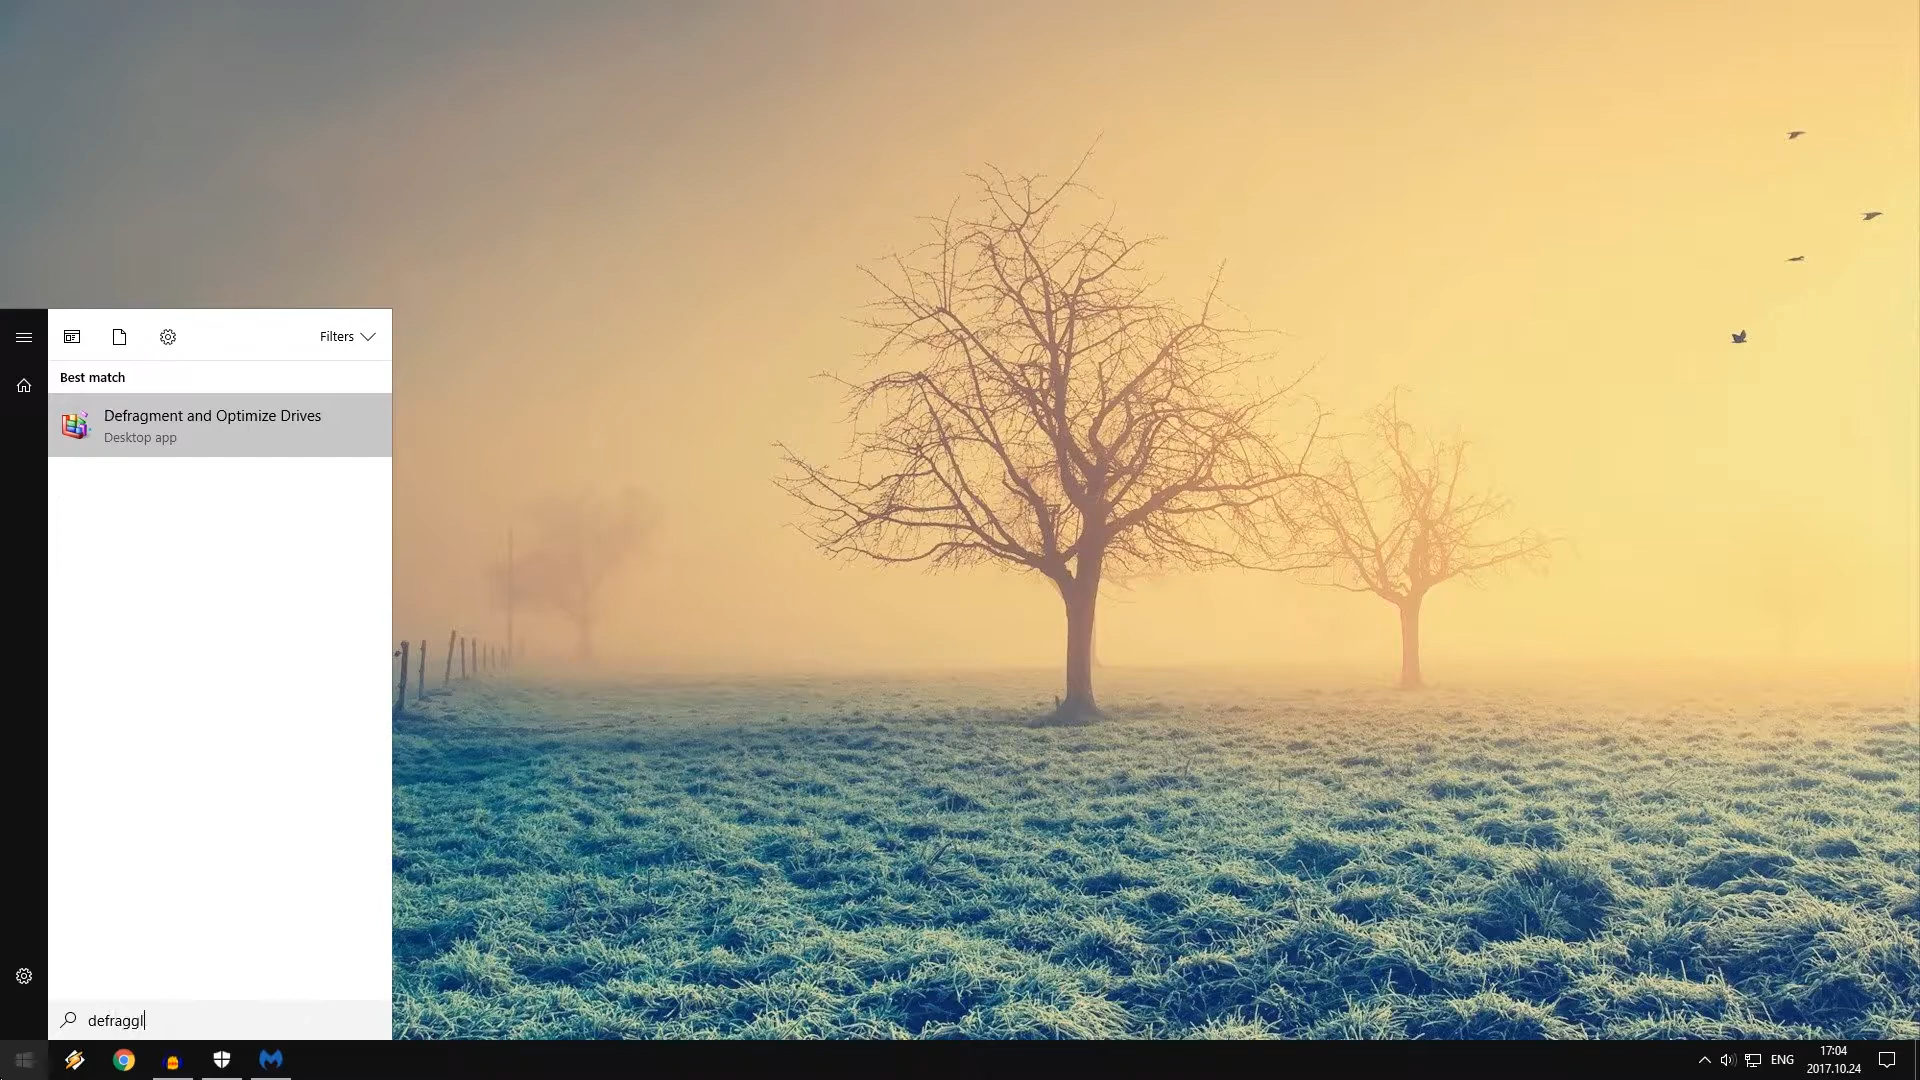 Filters
Best match
Defragment and Optimize Drives
Desktop app
defraggl
ENG
17:04
2017.10.24